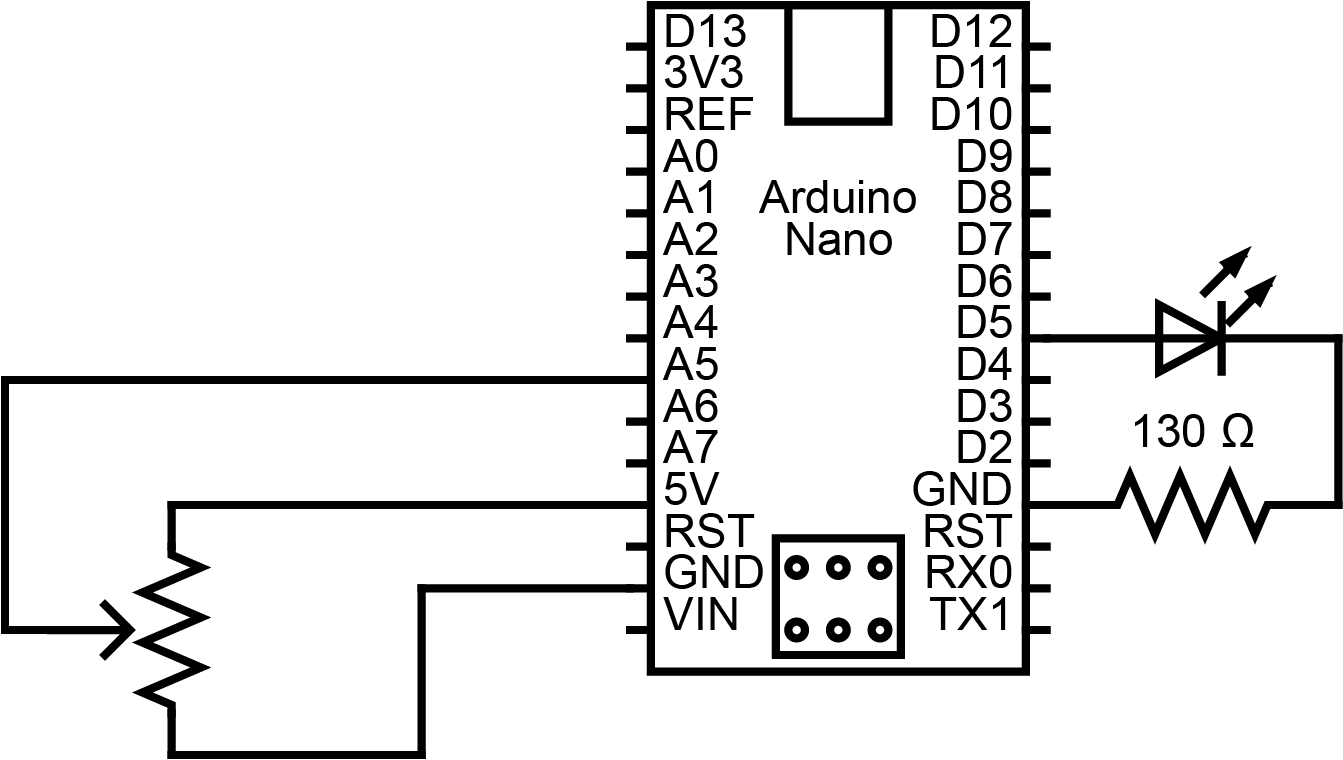 D13
3V3
REF
A0
A1
A2
A3
A4
A5
A6
A7
5V
RST
GND
VIN
Arduino
Nano
D12
D11
D10
D9
D8
D7
D6
D5
D4
D3
D2
GND
RST
RX0
TX1
130 Ω